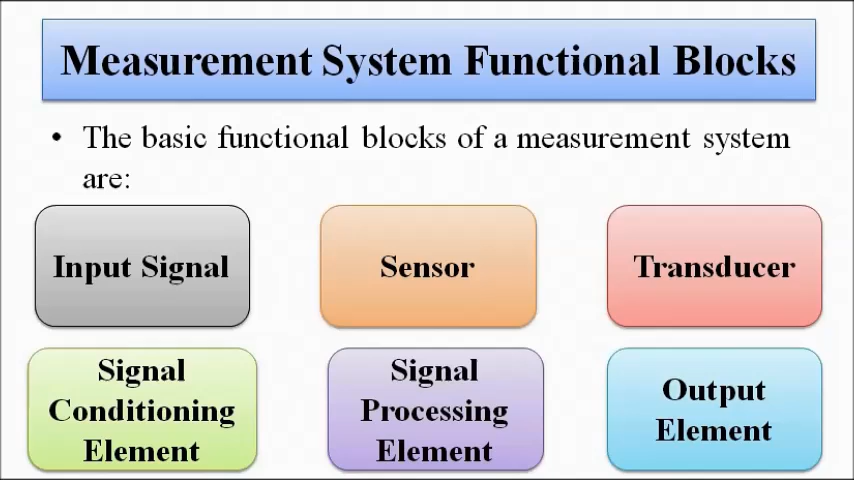 Measurement System Functional Blocks
• The basic functional blocks of a measurement system
are:
Input Signal
Sensor
Transducer
Signal
Conditioning
Element
Signal
Processing
Element
Output
Element